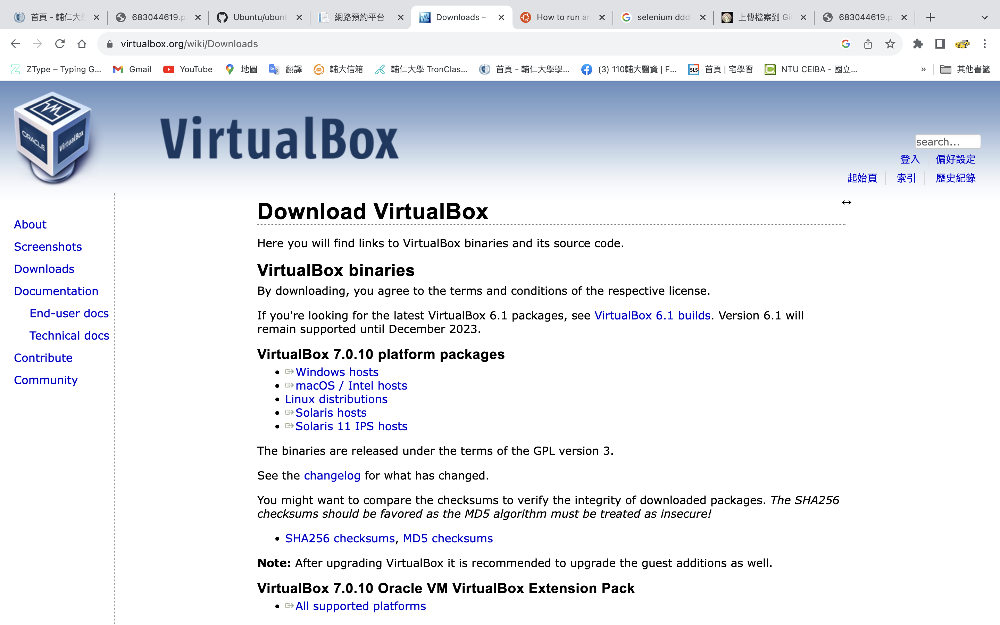 首頁 - 輔仁大學
683044619.p
Ubuntu/ubunt
網路預約平台
Downloads –
How to run an
selenium ddd
上傳檔案到 Gi
683044619.p
virtualbox.org/wiki/Downloads
ZType – Typing G...
Gmail
YouTube
地圖
翻譯
輔大信箱
輔仁大學 TronClas...
首頁 - 輔仁大學學...
(3) 110輔大醫資 | F...
SLS
首頁 | 宅學習
NTU CEIBA - 國立...
»
其他書籤
ORACLE
VirtualBox
VirtualBox
search...
登入
偏好設定
起始頁
索引
歷史紀錄
About
Screenshots
Downloads
Documentation
End-user docs
Technical docs
Contribute
Community
Download VirtualBox
Here you will find links to VirtualBox binaries and its source code.
VirtualBox binaries
By downloading, you agree to the terms and conditions of the respective license.
If you're looking for the latest VirtualBox 6.1 packages, see VirtualBox 6.1 builds. Version 6.1 will
remain supported until December 2023.
VirtualBox 7.0.10 platform packages
Windows hosts
macOS / Intel hosts
Linux distributions
Solaris hosts
Solaris 11 IPS hosts
The binaries are released under the terms of the GPL version 3.
See the changelog for what has changed.
You might want to compare the checksums to verify the integrity of downloaded packages. The SHA256
checksums should be favored as the MD5 algorithm must be treated as insecure!
SHA256 checksums, MD5 checksums
Note: After upgrading VirtualBox it is recommended to upgrade the guest additions as well.
VirtualBox 7.0.10 Oracle VM VirtualBox Extension Pack
All supported platforms